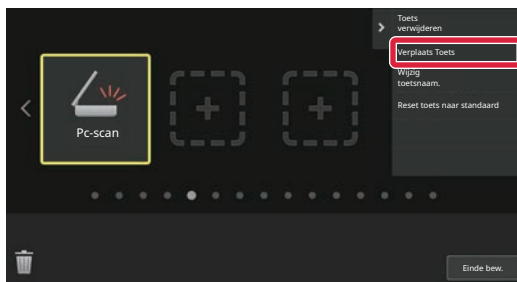 Toets
verwijderen
Verplaats Toets
Wijzig
toetsnaam.
Reset toets naar standaard
Pc-scan
Einde bew.